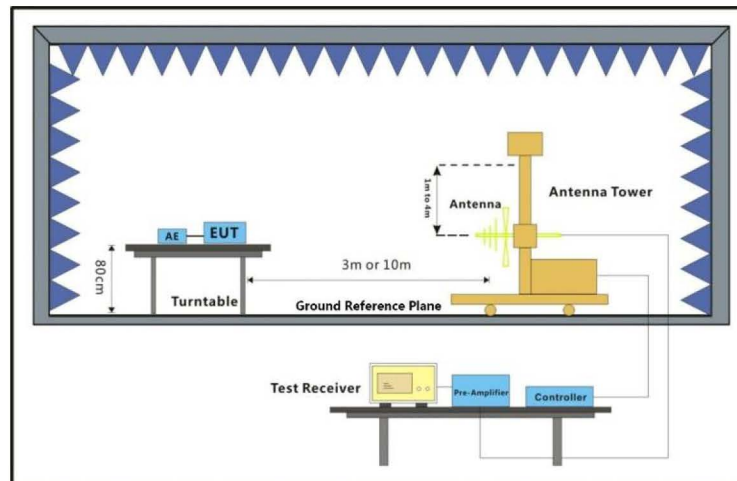 1m to 4m
Antenna
Antenna Tower
AE
EUT
80cm
3m or 10m
Turntable
Ground Reference Plane
Test Receiver
Pre-Amplifier
Controller